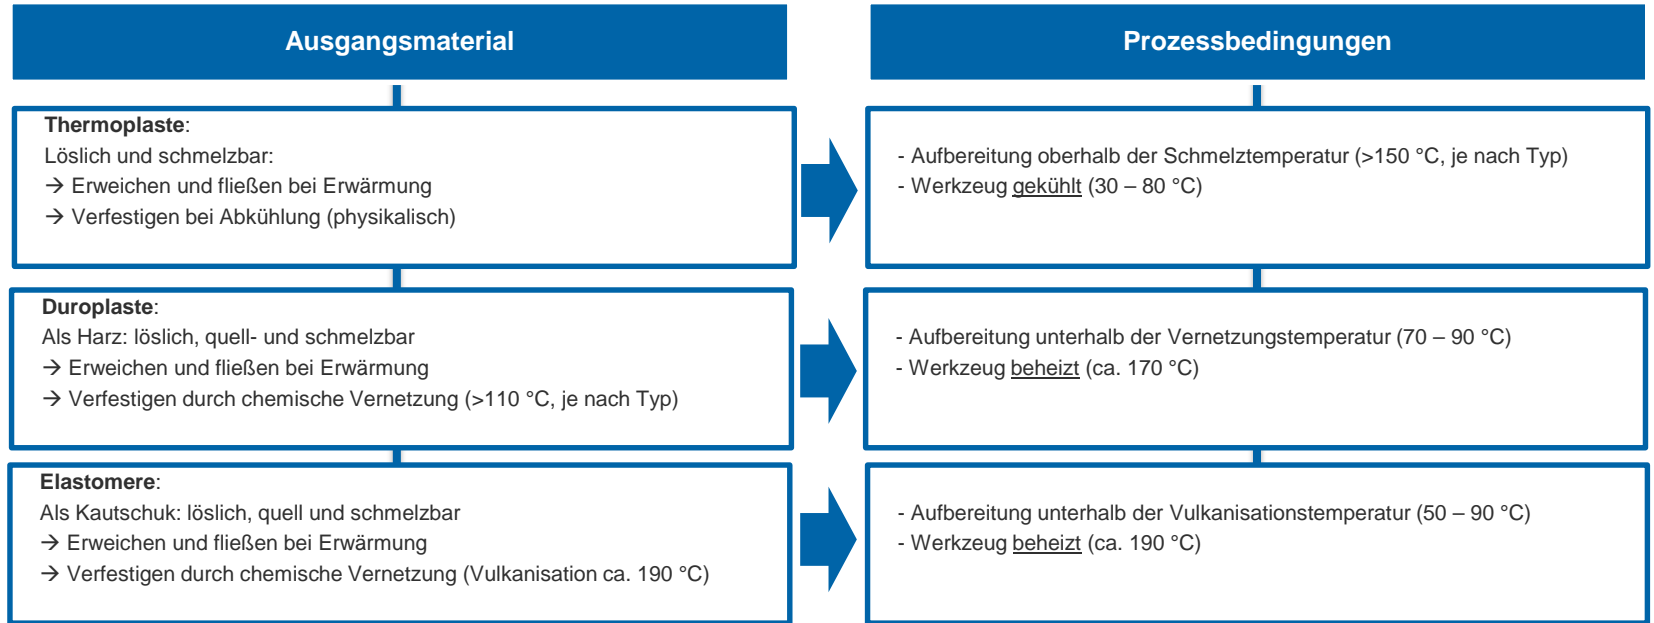 Ausgangsmaterial
Prozessbedingungen
Thermoplaste:
Löslich und schmelzbar:
→ Erweichen und fließen bei Erwärmung
→ Verfestigen bei Abkühlung (physikalisch)
- Aufbereitung oberhalb der Schmelztemperatur (>150 °C, je nach Typ)
- Werkzeug gekühlt (30 – 80 °C)
Duroplaste:
Als Harz: löslich, quell- und schmelzbar
→ Erweichen und fließen bei Erwärmung
→ Verfestigen durch chemische Vernetzung (>110 °C, je nach Typ)
- Aufbereitung unterhalb der Vernetzungstemperatur (70 – 90 °C)
- Werkzeug beheizt (ca. 170 °C)
Elastomere:
Als Kautschuk: löslich, quell und schmelzbar
→ Erweichen und fließen bei Erwärmung
→ Verfestigen durch chemische Vernetzung (Vulkanisation ca. 190 °C)
- Aufbereitung unterhalb der Vulkanisationstemperatur (50 – 90 °C)
- Werkzeug beheizt (ca. 190 °C)